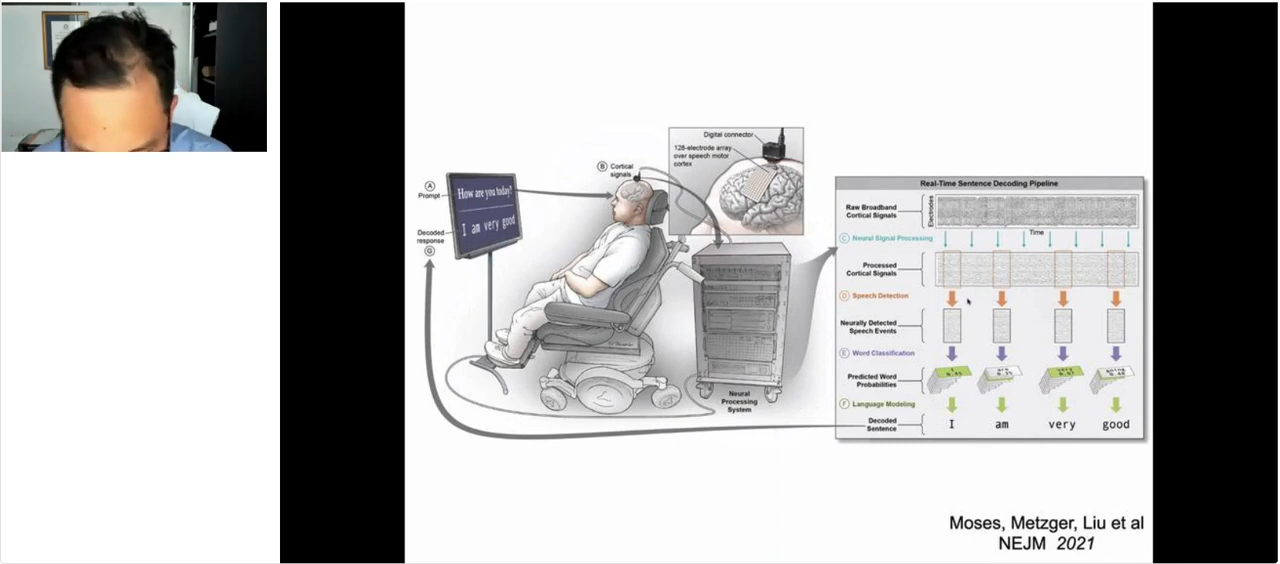 Digital connector
128-electrode array
over speech motor
cortex
B Cortical
signals
A
Prompt
How are you today?
I am very good
Decoded
response
G
Neural
Processing
System
Real-Time Sentence Decoding Pipeline
Raw Broadband
Cortical Signals
Electrodes
Time
C Neural Signal Processing
Processed
Cortical Signals
D Speech Detection
Neurally Detected
Speech Events
E Word Classification
Predicted Word
Probabilities
very
F Language Modeling
Decoded
Sentence
I am very good
Moses, Metzger, Liu et al
NEJM 2021